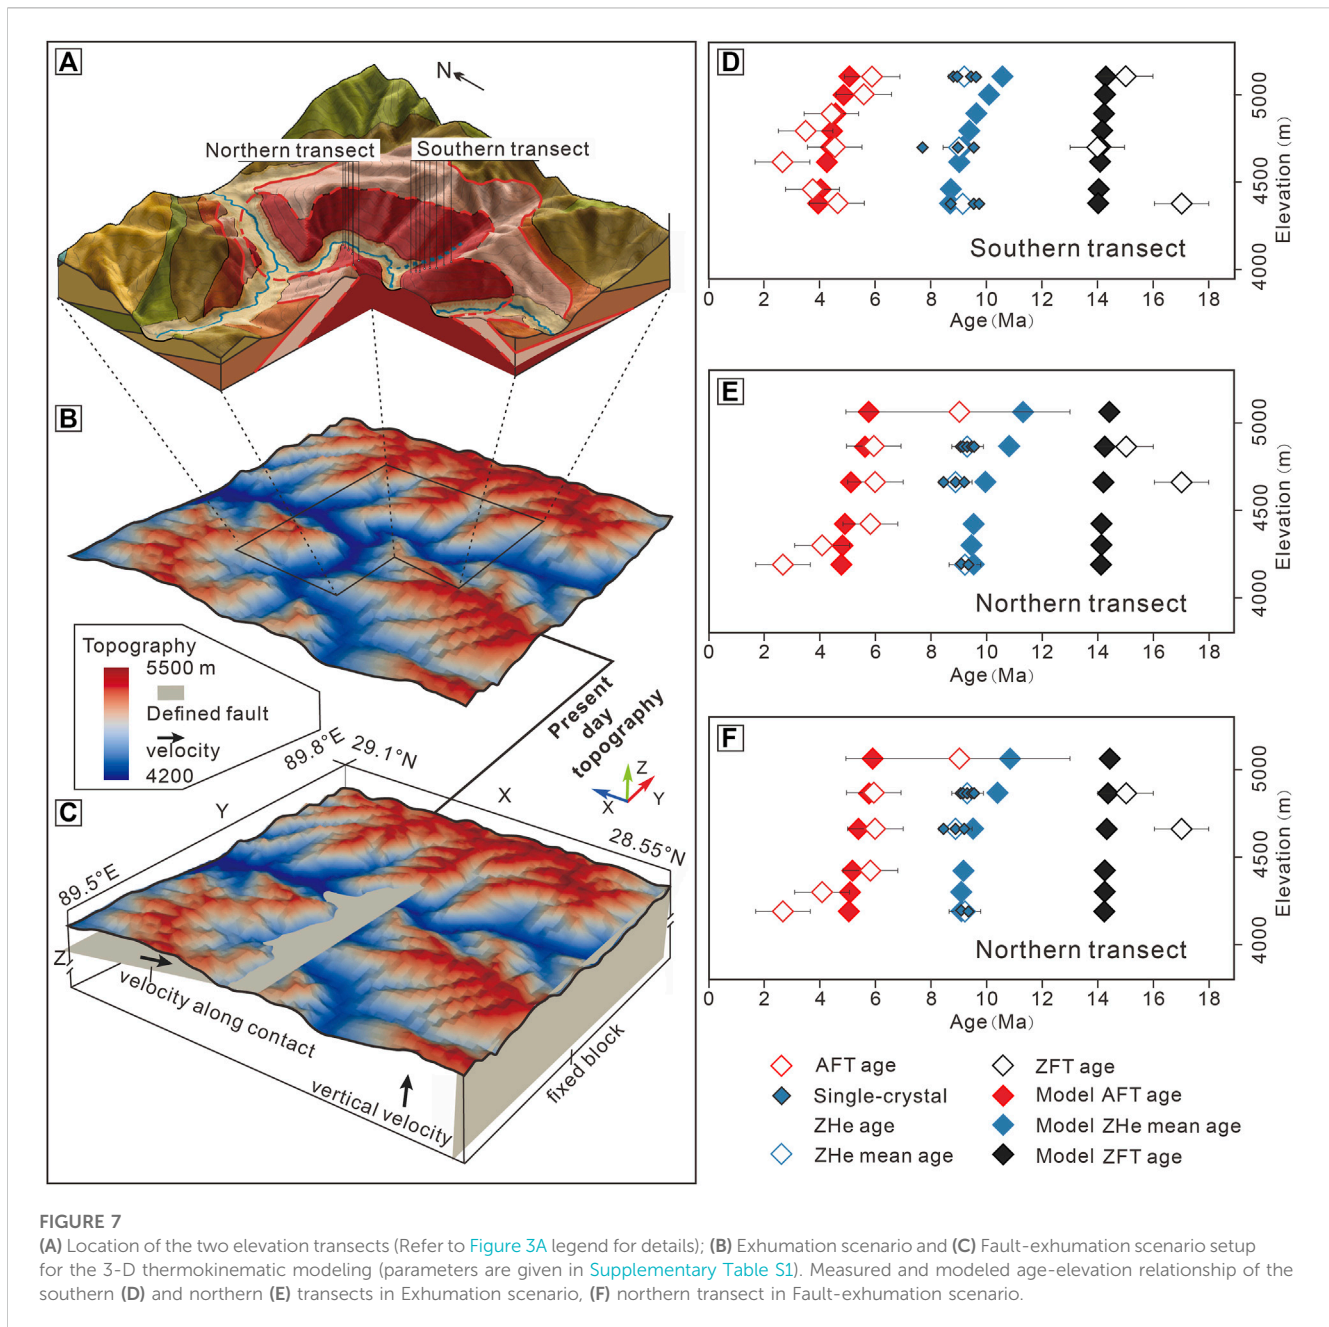 A
N
Northern transect
Southern transect
B
Topography
5500 m
Defined fault
velocity
4200
Present
day
topography
Z
X
Y
C
89.8°E
29.1°N
Y
X
89.5°E
28.55°N
Z
velocity along contact
vertical velocity
fixed block
D
5000
4500
4000
Elevation (m)
Southern transect
0 2 4 6 8 10 12 14 16 18
Age (Ma)
E
5000
4500
4000
Elevation (m)
Northern transect
0 2 4 6 8 10 12 14 16 18
Age (Ma)
F
5000
4500
4000
Elevation (m)
Northern transect
0 2 4 6 8 10 12 14 16 18
Age (Ma)
AFT age
Single-crystal
ZHe age
ZHe mean age
ZFT age
Model AFT age
Model ZHe mean age
Model ZFT age
FIGURE 7
(A) Location of the two elevation transects (Refer to Figure 3A legend for details); (B) Exhumation scenario and (C) Fault-exhumation scenario setup
for the 3-D thermokinematic modeling (parameters are given in Supplementary Table S1). Measured and modeled age-elevation relationship of the
southern (D) and northern (E) transects in Exhumation scenario, (F) northern transect in Fault-exhumation scenario.